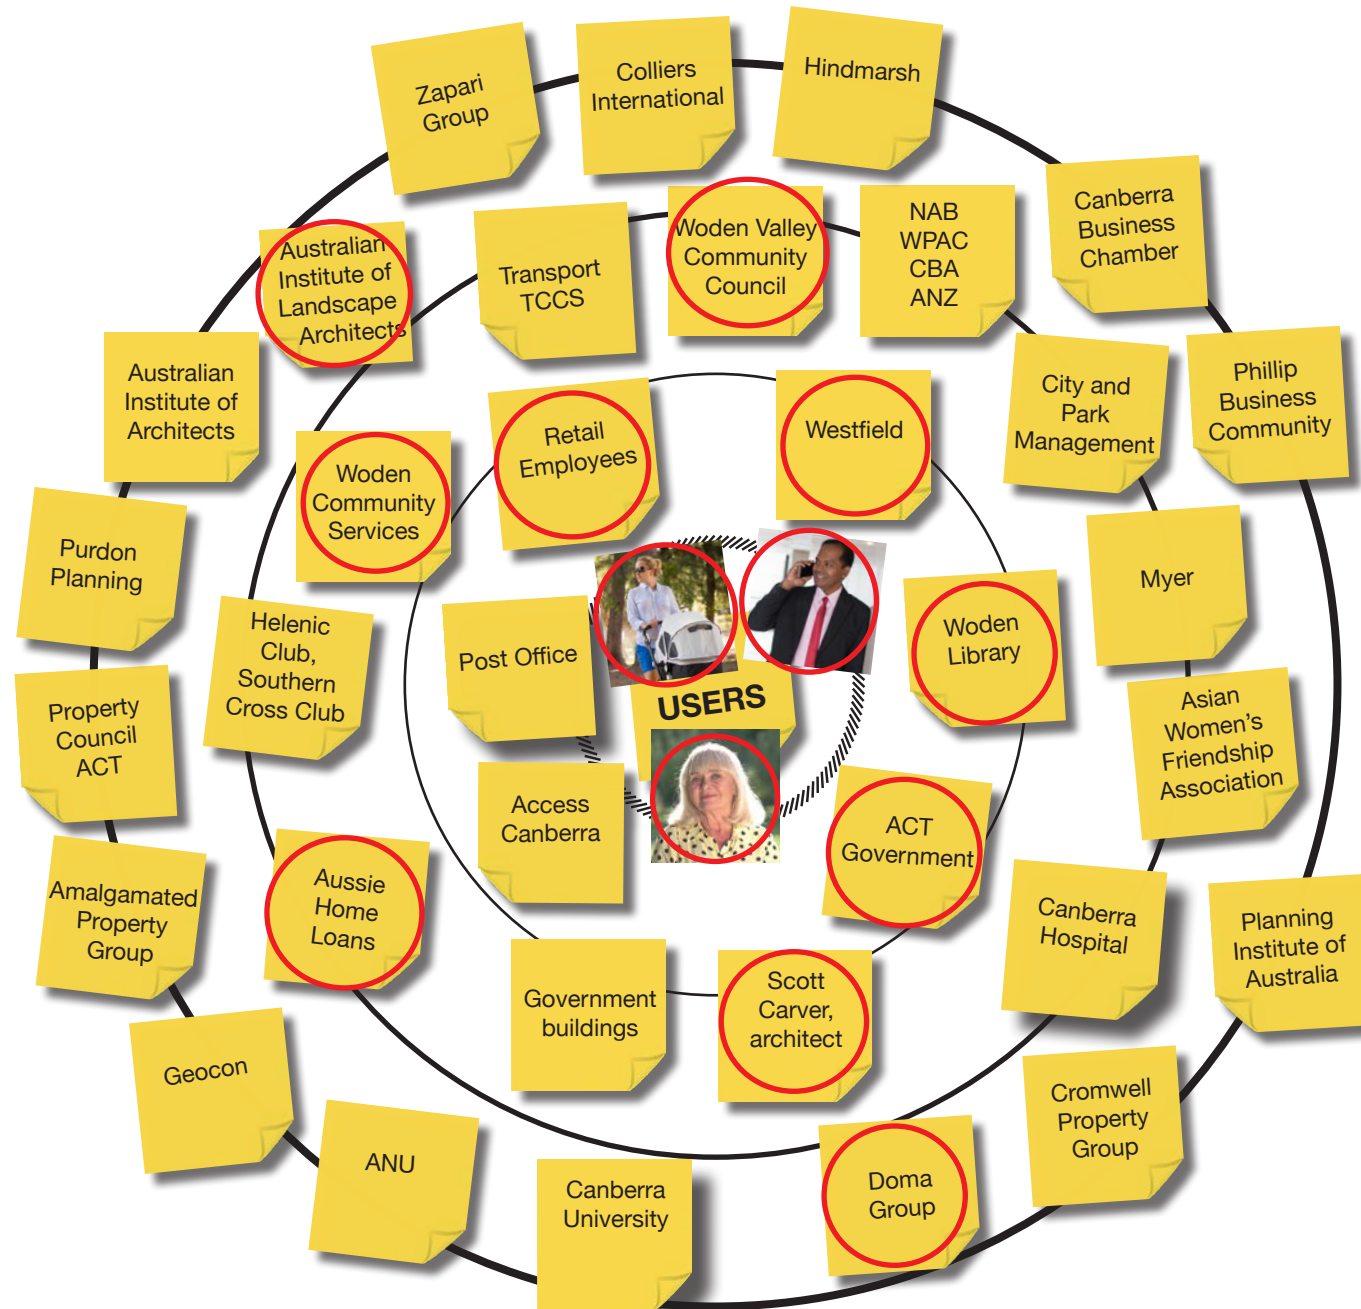 Zapari
Group
Colliers
International
Hindmarsh
Canberra
Business
Chamber
Australian
Institute of
Landscape
Architects
Transport
TCCS
Woden Valley
Community
Council
NAB
WPAC
CBA
ANZ
Australian
Institute of
Architects
City and
Park
Management
Phillip
Business
Community
Retail
Employees
Westfield
Woden
Community
Services
Purdon
Planning
Myer
Helenic
Club,
Southern
Cross Club
Post Office
USERS
Woden
Library
Asian
Women's
Friendship
Association
Property
Council
ACT
Access
Canberra
ACT
Government
Amalgamated
Property
Group
Aussie
Home
Loans
Canberra
Hospital
Planning
Institute of
Australia
Government
buildings
Scott
Carver,
architect
Geocon
Cromwell
Property
Group
ANU
Canberra
University
Doma
Group